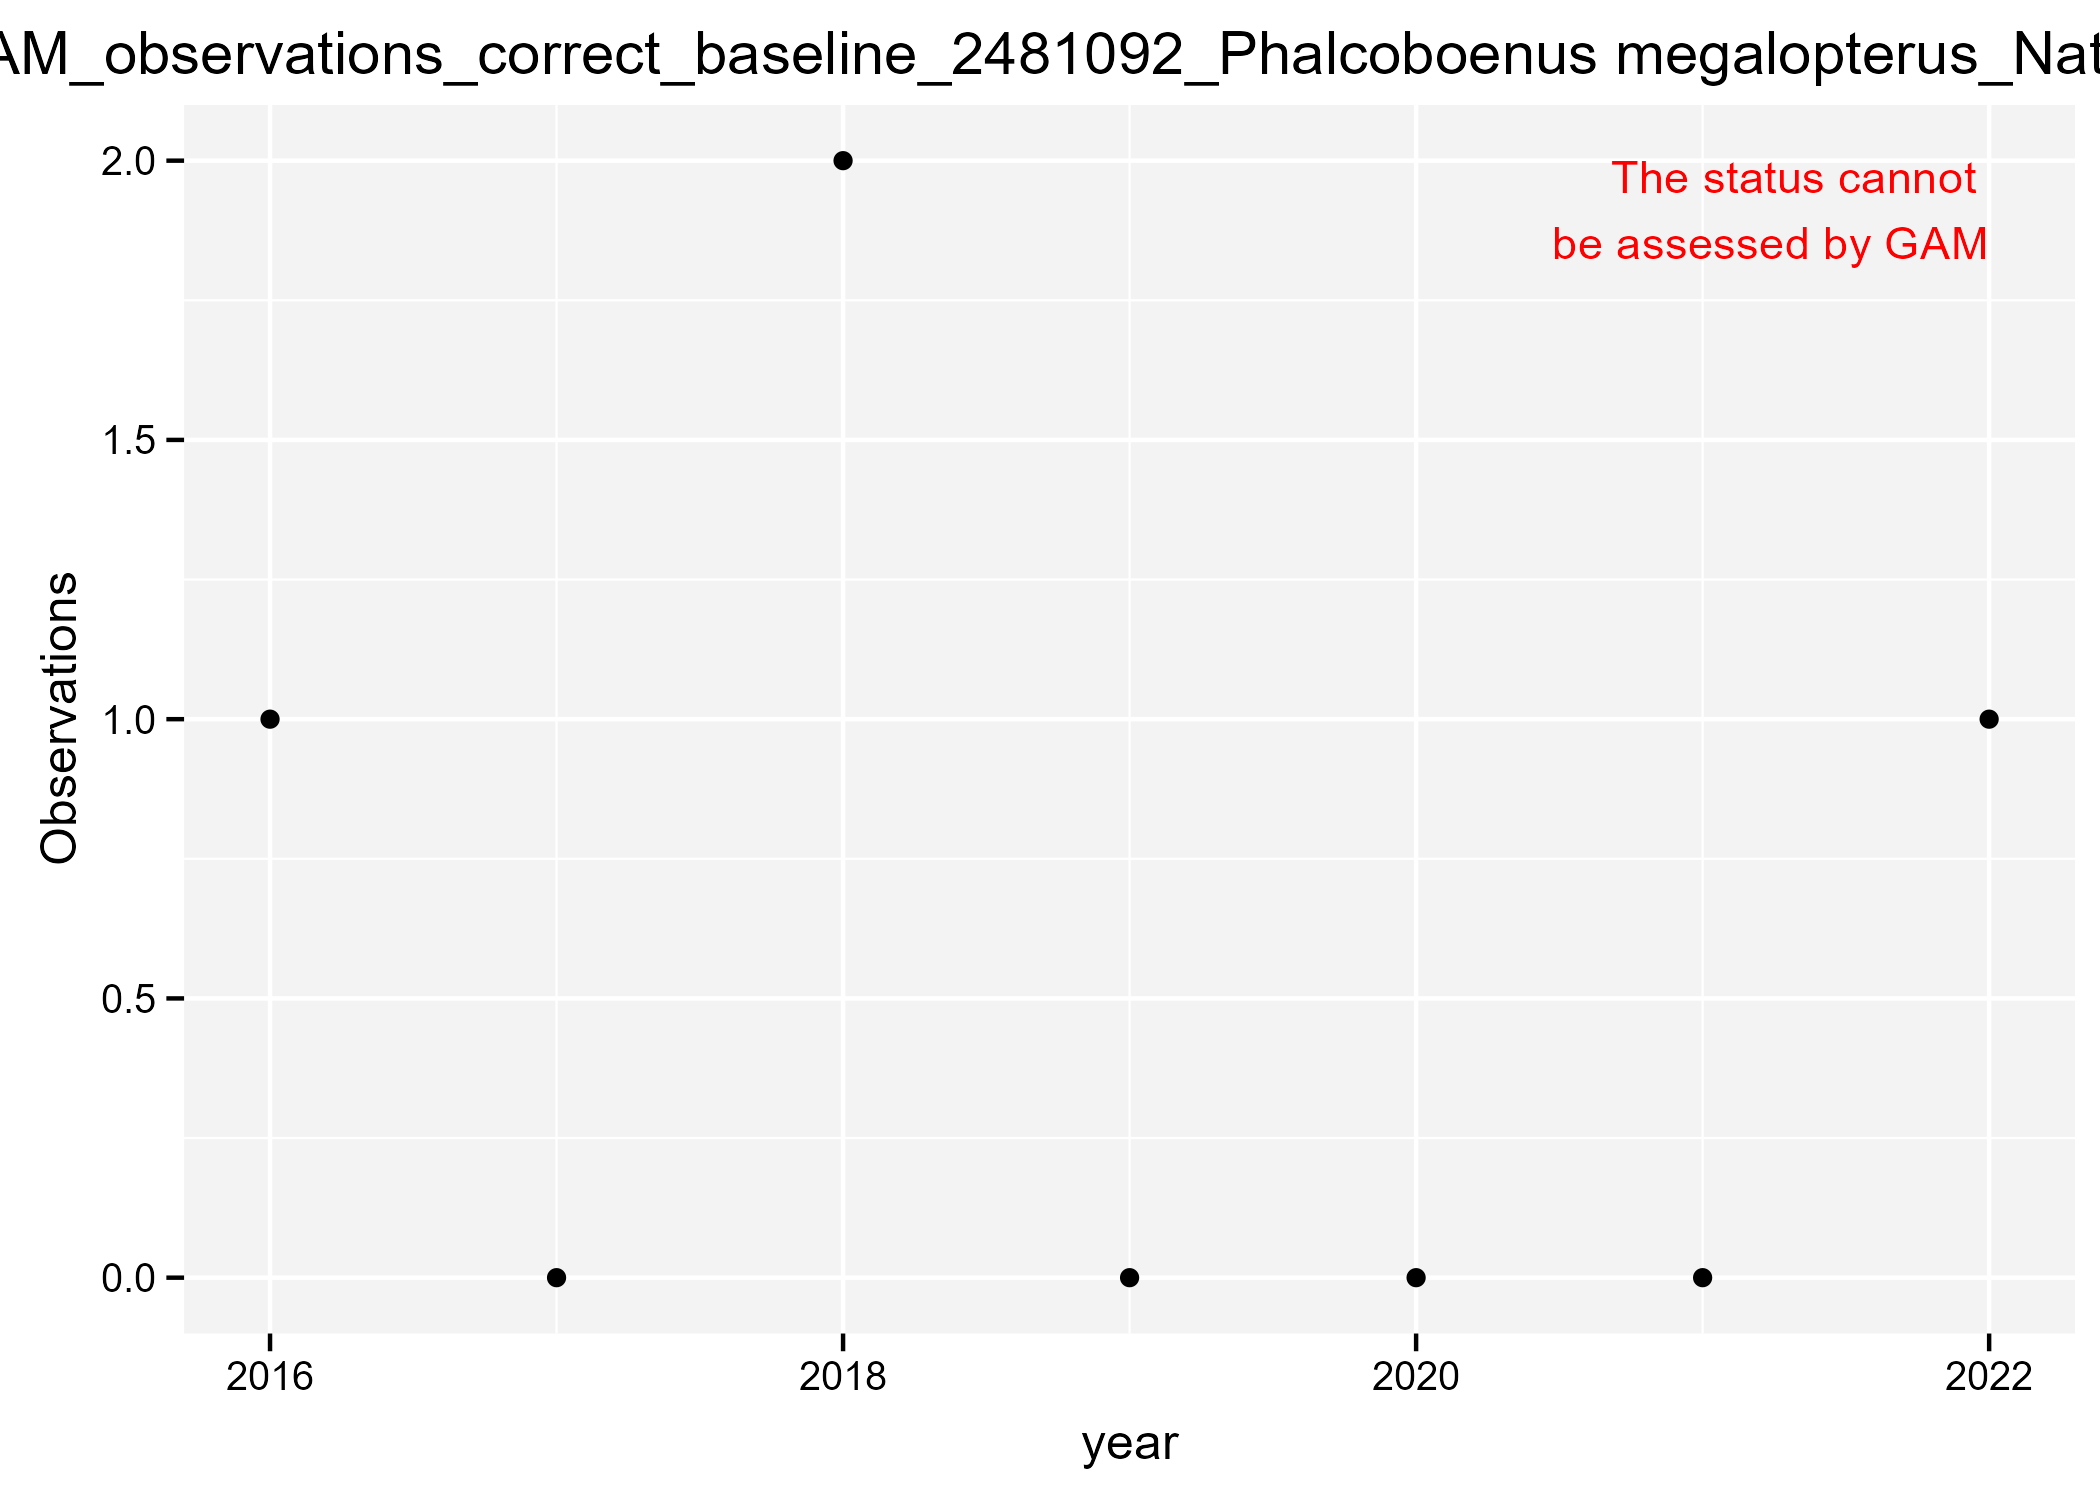 AM_observations_correct_baseline_2481092_Phalcoboenus megalopterus_Nat
The status cannot
be assessed by GAM
2.0
1.5
1.0
0.5
0.0
Observations
2016 2018 2020 2022
year